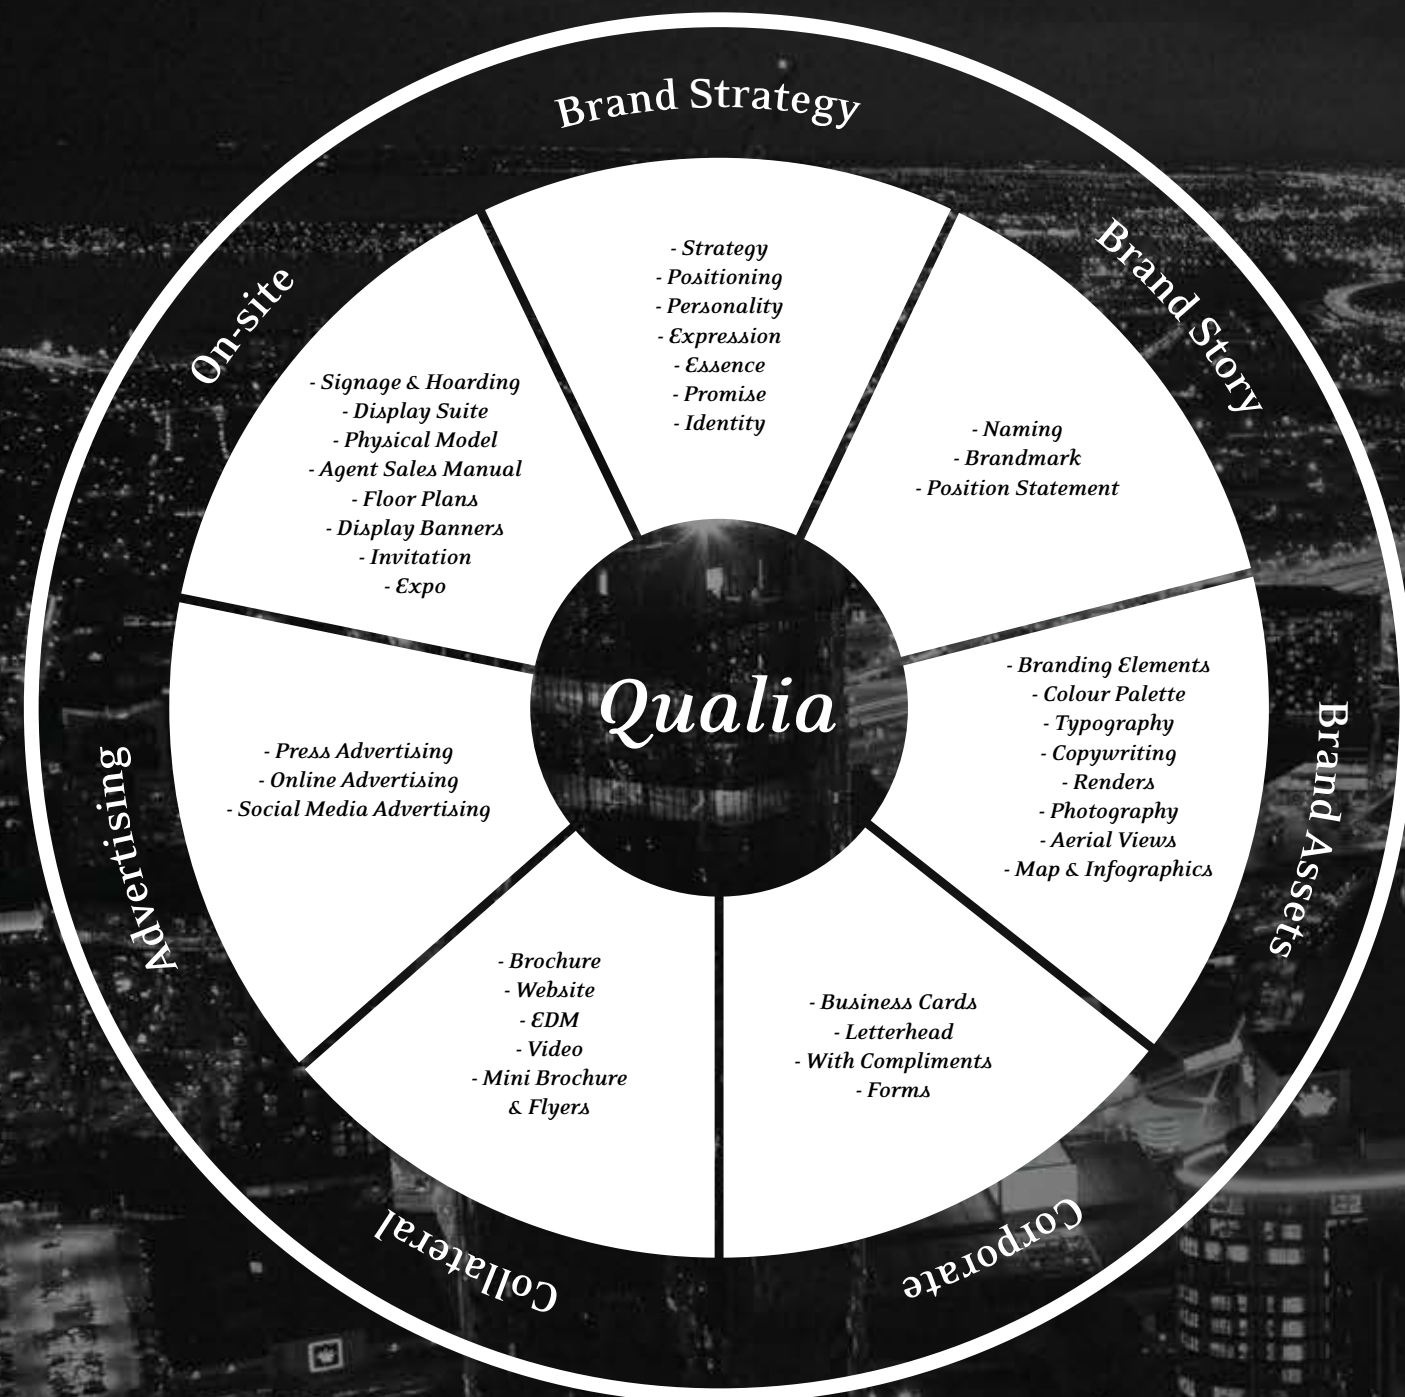 Brand Strategy
- Strategy
- Positioning
- Personality
- Expression
- Essence
- Promise
- Identity
Brand Story
- Naming
- Brandmark
- Position Statement
Brand Assets
- Branding Elements
- Colour Palette
- Typography
- Copywriting
- Renders
- Photography
- Aerial Views
- Map & Infographics
Corporate
- Business Cards
- Letterhead
- With Compliments
- Forms
Collateral
- Brochure
- Website
- EDM
- Video
- Mini Brochure
& Flyers
Advertising
- Press Advertising
- Online Advertising
- Social Media Advertising
On-site
- Signage & Hoarding
- Display Suite
- Physical Model
- Agent Sales Manual
- Floor Plans
- Display Banners
- Invitation
- Expo
Qualia